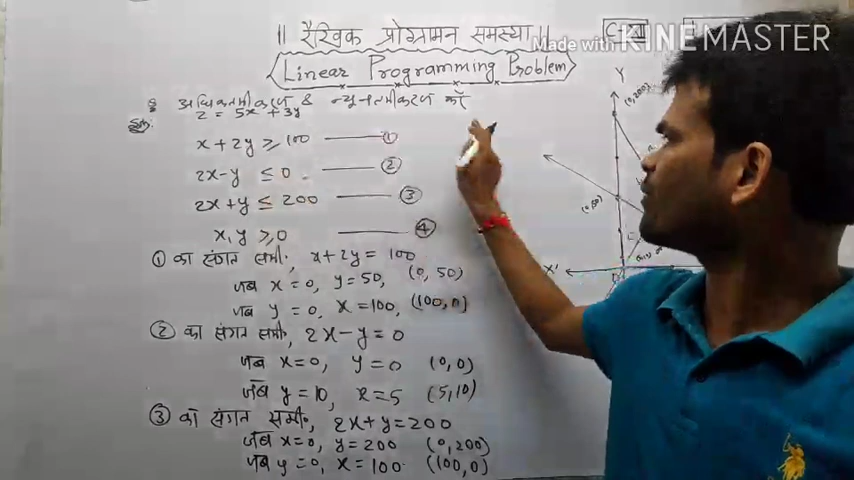 || रैखिक प्रोग्रामन समस्या ||
Made with KINEMASTER
Linear Programming Problem
अधिकतमीकरण & न्यूनतमीकरण करें
Z = 5x + 3y
x + 2y ≥ 100 ——— ①
2x - y ≤ 0 ——— ②
2x + y ≤ 200 ——— ③
x, y ≥ 0 ——— ④
① का संगत समी॰, x + 2y = 100
जब x = 0, y = 50, (0, 50)
जब y = 0, x = 100, (100, 0)
② का संगत समी॰, 2x - y = 0
जब x = 0, y = 0 (0, 0)
जब y = 10, x = 5 (5, 10)
③ का संगत समी॰, 2x + y = 200
जब x = 0, y = 200 (0, 200)
जब y = 0, x = 100 (100, 0)
Y
(0, 200)
(0, 50)
X'